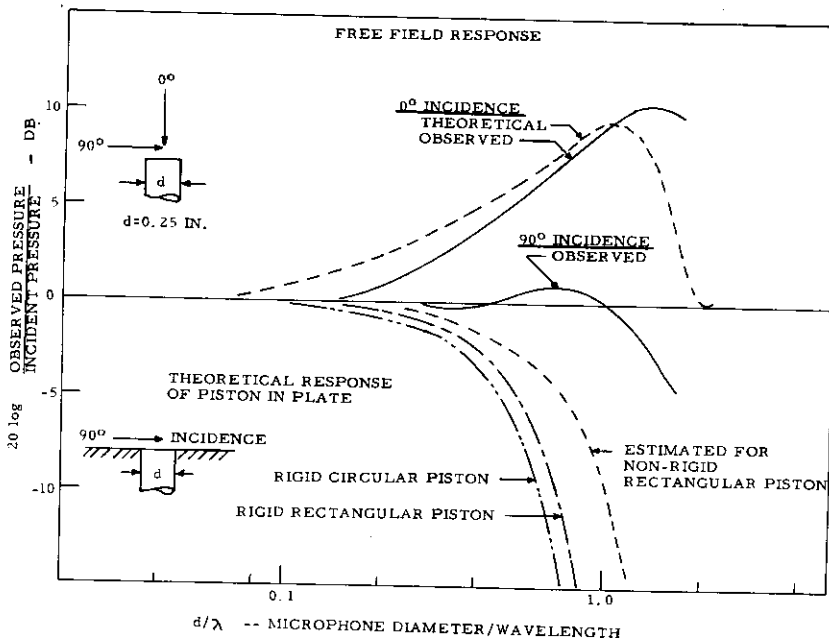 FREE FIELD RESPONSE
0°
90°
d
d=0.25 IN.
0° INCIDENCE
THEORETICAL
OBSERVED
90° INCIDENCE
OBSERVED
20 log OBSERVED PRESSURE / INCIDENT PRESSURE - DB
10
5
0
-5
-10
THEORETICAL RESPONSE
OF PISTON IN PLATE
90° INCIDENCE
d
RIGID CIRCULAR PISTON
RIGID RECTANGULAR PISTON
ESTIMATED FOR
NON-RIGID
RECTANGULAR PISTON
0.1
1.0
d/λ -- MICROPHONE DIAMETER/WAVELENGTH